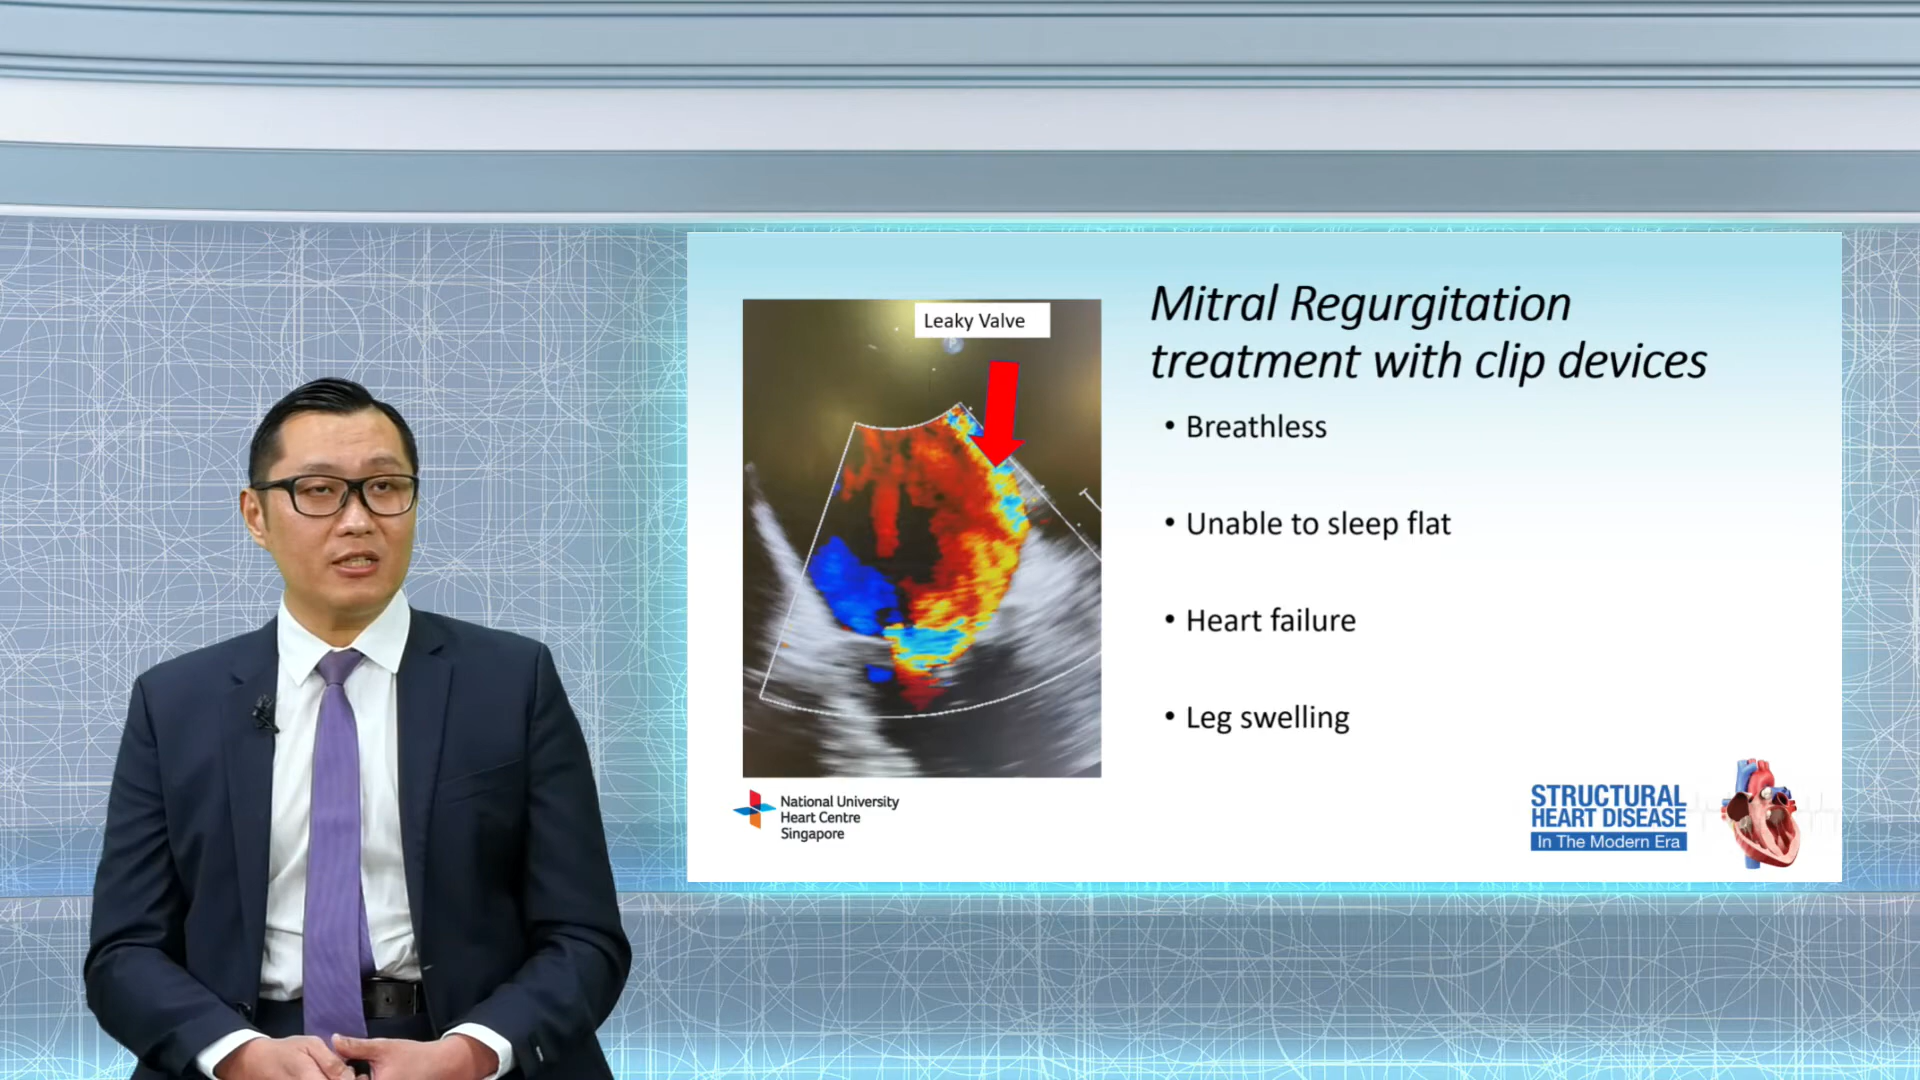 Leaky Valve
Mitral Regurgitation
treatment with clip devices
• Breathless
• Unable to sleep flat
• Heart failure
• Leg swelling
National University
Heart Centre
Singapore
STRUCTURAL
HEART DISEASE
In The Modern Era